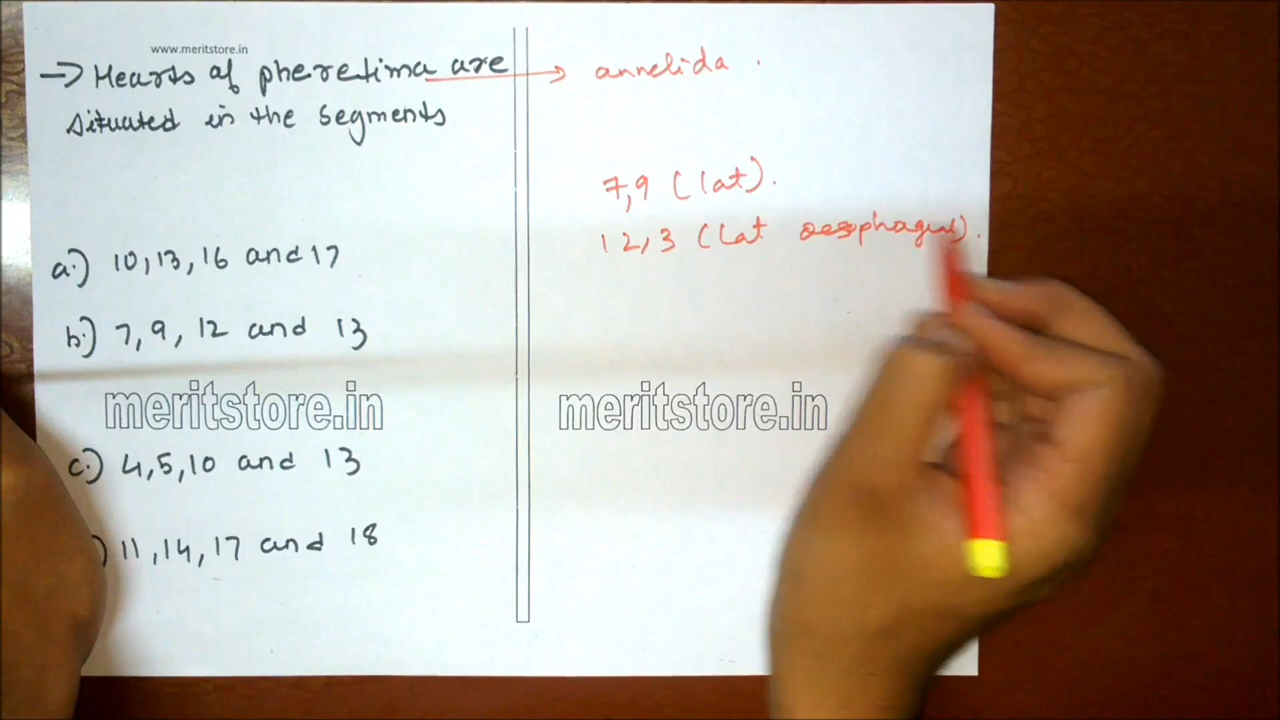 www.meritstore.in
→ Hearts of pheretima are
situated in the segments
a.) 10, 13, 16 and 17
b.) 7, 9, 12 and 13
meritstore.in
c.) 4, 5, 10 and 13
) 11, 14, 17 and 18
→ annelida .
7, 9 (lat).
12, 3 (lat oesophagus).
meritstore.in